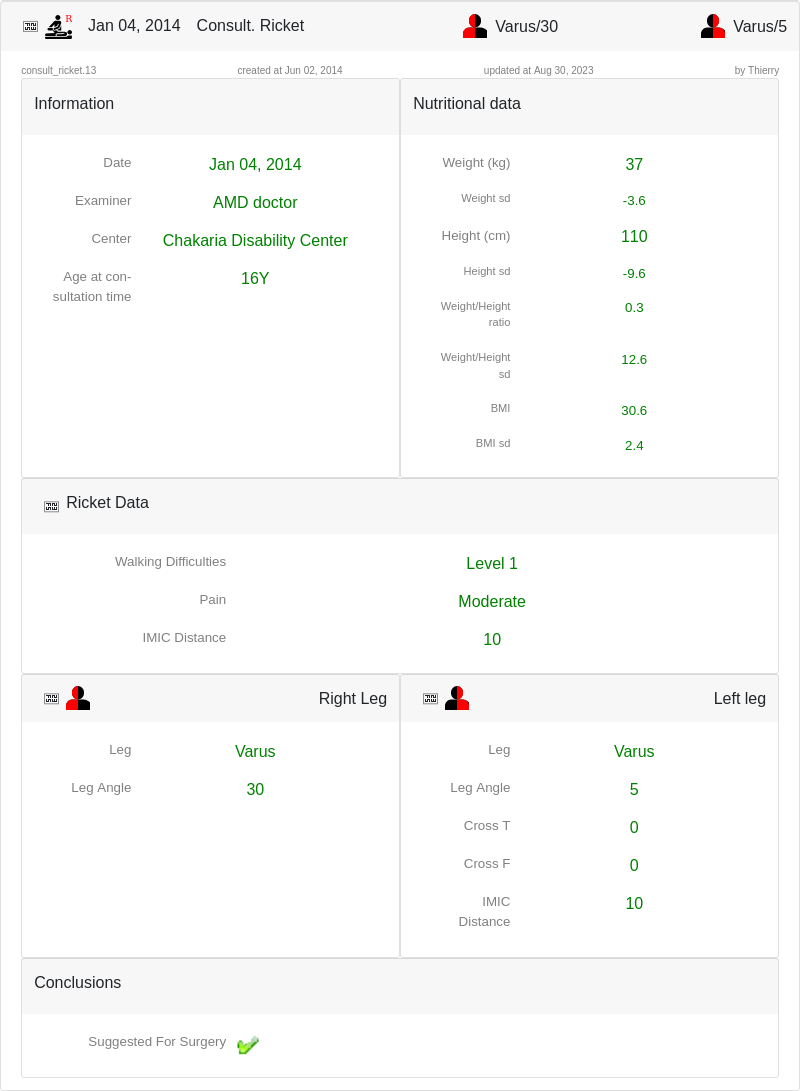 R
Jan 04, 2014 Consult. Ricket Varus/30 Varus/5
consult_ricket.13 created at Jun 02, 2014 updated at Aug 30, 2023 by Thierry
Information
Date Jan 04, 2014
Examiner AMD doctor
Center Chakaria Disability Center
Age at con-
sultation time 16Y
Nutritional data
Weight (kg) 37
Weight sd -3.6
Height (cm) 110
Height sd -9.6
Weight/Height
ratio 0.3
Weight/Height
sd 12.6
BMI 30.6
BMI sd 2.4
Ricket Data
Walking Difficulties Level 1
Pain Moderate
IMIC Distance 10
Right Leg
Leg Varus
Leg Angle 30
Left leg
Leg Varus
Leg Angle 5
Cross T 0
Cross F 0
IMIC
Distance 10
Conclusions
Suggested For Surgery